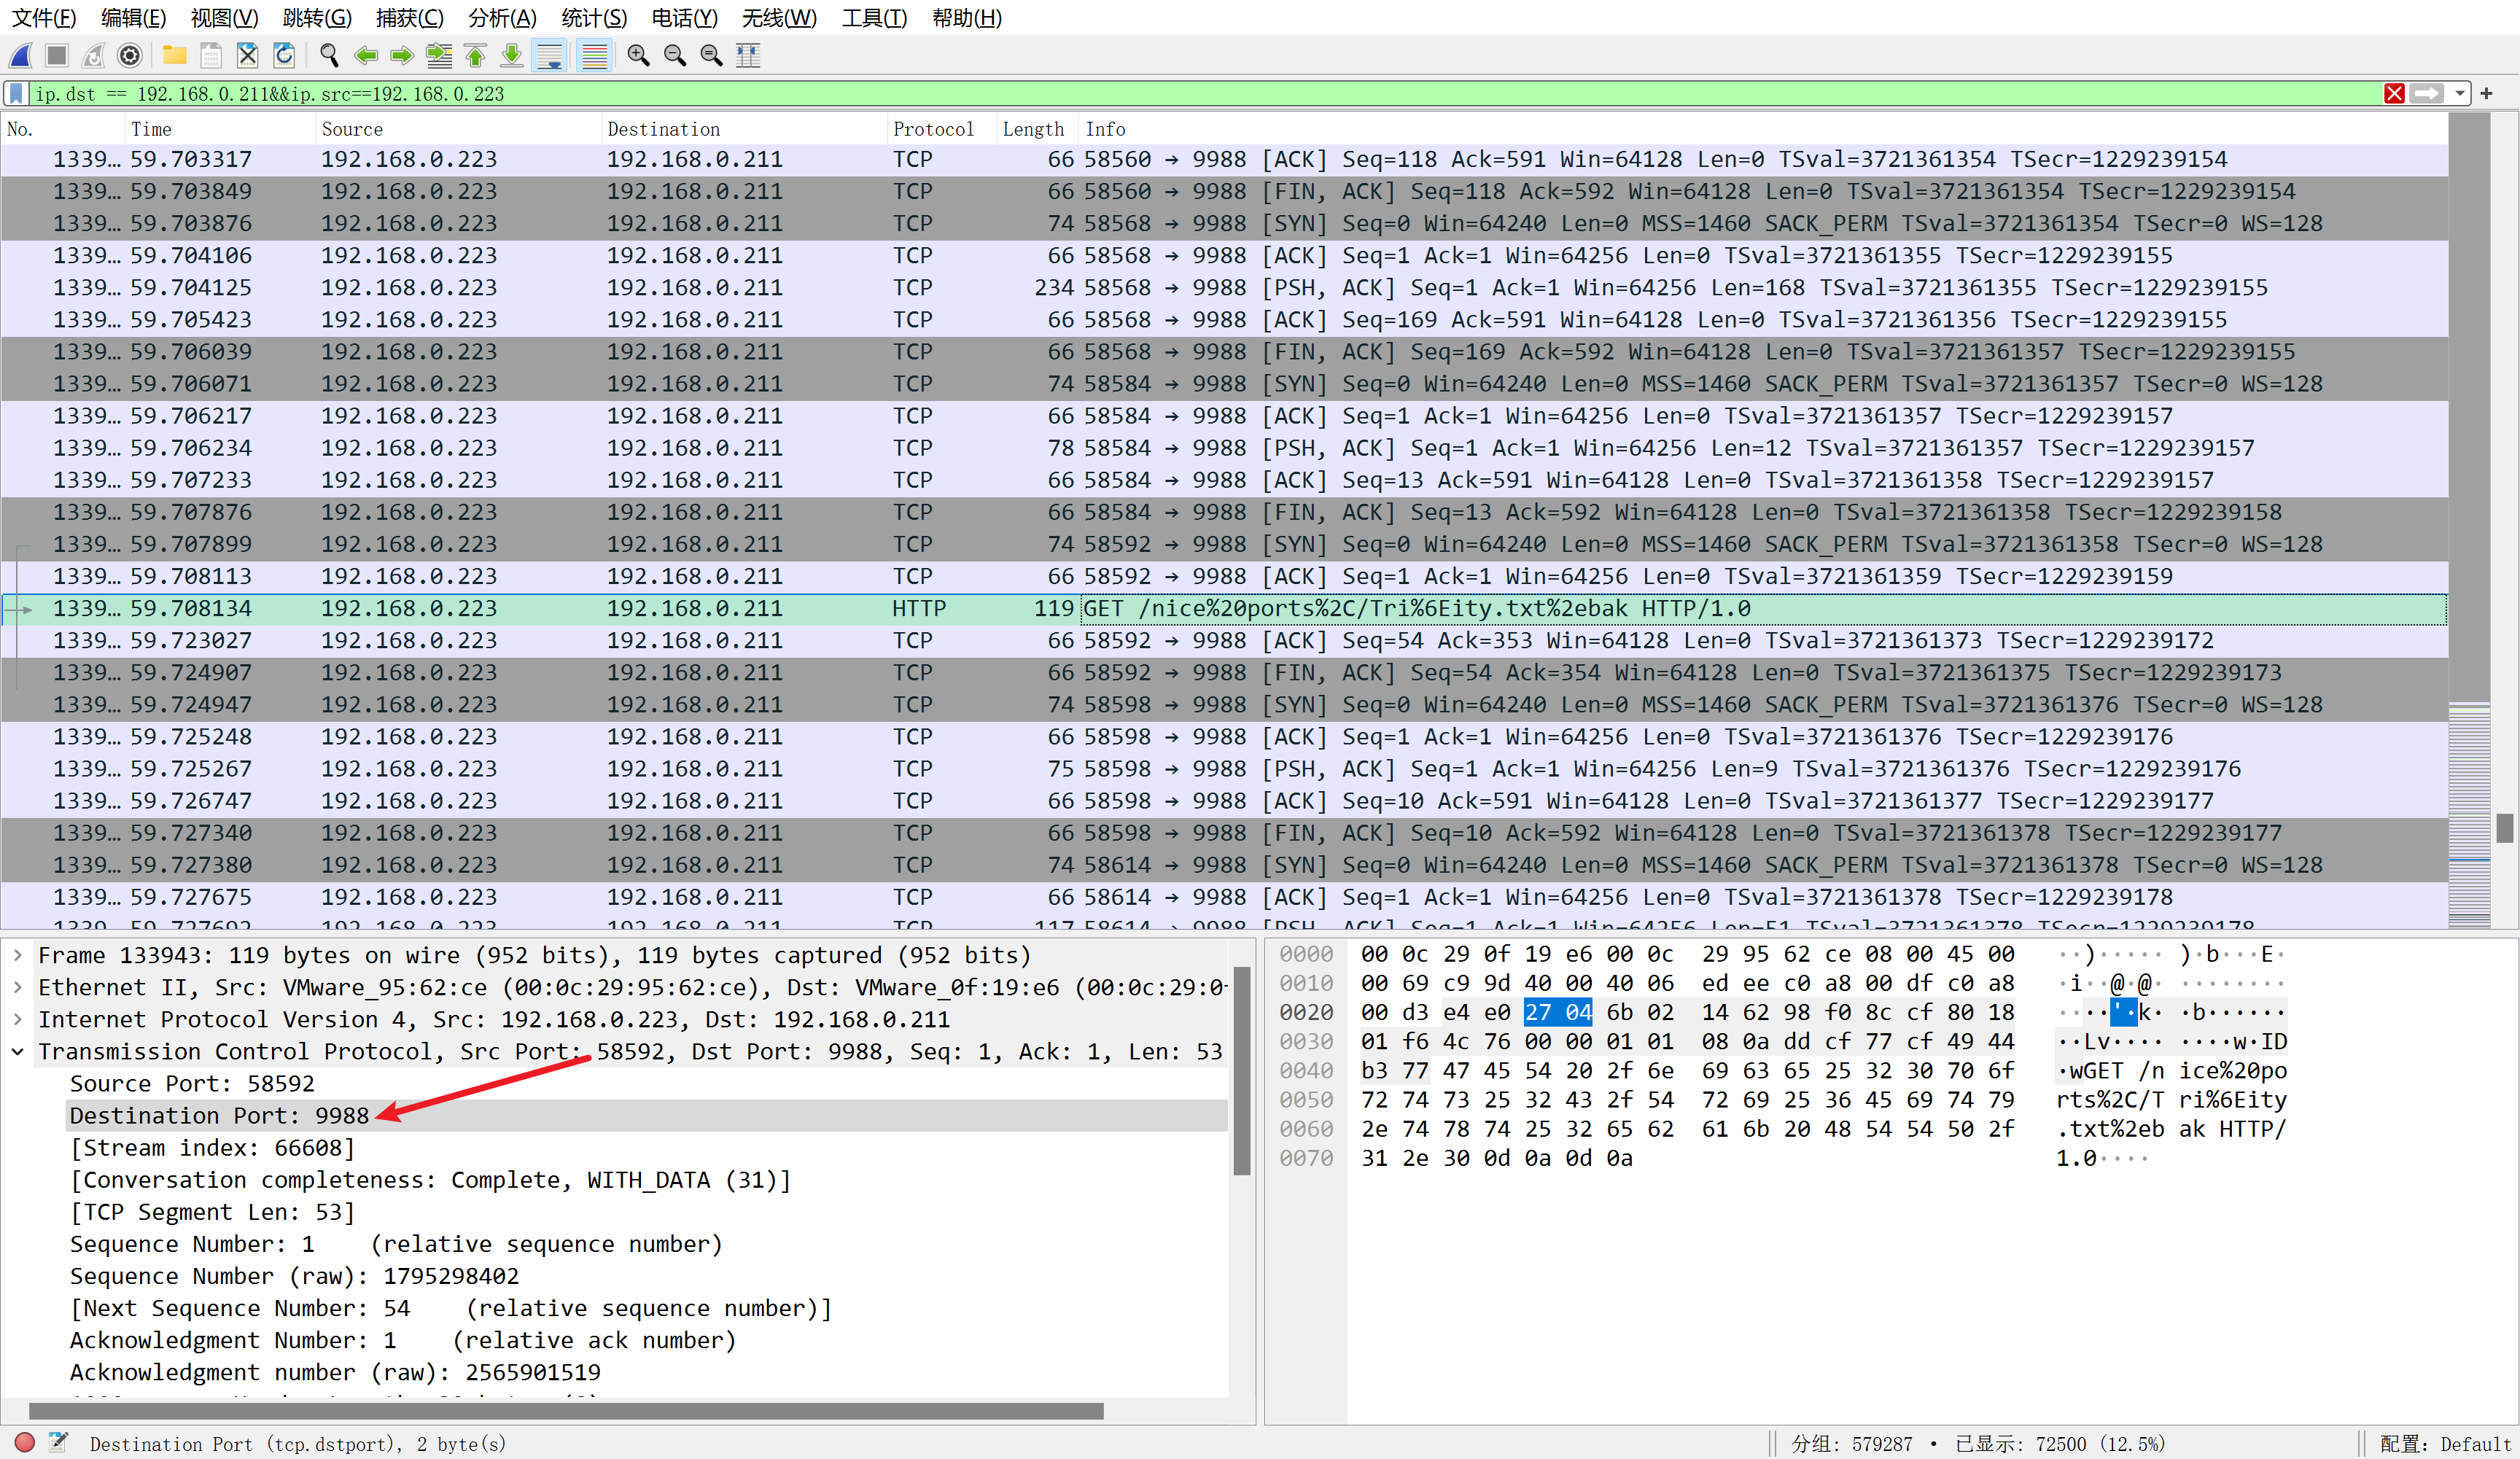 文件(F) 编辑(E) 视图(V) 跳转(G) 捕获(C) 分析(A) 统计(S) 电话(Y) 无线(W) 工具(T) 帮助(H)
ip.dst == 192.168.0.211&&ip.src==192.168.0.223
No. Time Source Destination Protocol Length Info
1339… 59.703317 192.168.0.223 192.168.0.211 TCP 66 58560 → 9988 [ACK] Seq=118 Ack=591 Win=64128 Len=0 TSval=3721361354 TSecr=1229239154
1339… 59.703849 192.168.0.223 192.168.0.211 TCP 66 58560 → 9988 [FIN, ACK] Seq=118 Ack=592 Win=64128 Len=0 TSval=3721361354 TSecr=1229239154
1339… 59.703876 192.168.0.223 192.168.0.211 TCP 74 58568 → 9988 [SYN] Seq=0 Win=64240 Len=0 MSS=1460 SACK_PERM TSval=3721361354 TSecr=0 WS=128
1339… 59.704106 192.168.0.223 192.168.0.211 TCP 66 58568 → 9988 [ACK] Seq=1 Ack=1 Win=64256 Len=0 TSval=3721361355 TSecr=1229239155
1339… 59.704125 192.168.0.223 192.168.0.211 TCP 234 58568 → 9988 [PSH, ACK] Seq=1 Ack=1 Win=64256 Len=168 TSval=3721361355 TSecr=1229239155
1339… 59.705423 192.168.0.223 192.168.0.211 TCP 66 58568 → 9988 [ACK] Seq=169 Ack=591 Win=64128 Len=0 TSval=3721361356 TSecr=1229239155
1339… 59.706039 192.168.0.223 192.168.0.211 TCP 66 58568 → 9988 [FIN, ACK] Seq=169 Ack=592 Win=64128 Len=0 TSval=3721361357 TSecr=1229239155
1339… 59.706071 192.168.0.223 192.168.0.211 TCP 74 58584 → 9988 [SYN] Seq=0 Win=64240 Len=0 MSS=1460 SACK_PERM TSval=3721361357 TSecr=0 WS=128
1339… 59.706217 192.168.0.223 192.168.0.211 TCP 66 58584 → 9988 [ACK] Seq=1 Ack=1 Win=64256 Len=0 TSval=3721361357 TSecr=1229239157
1339… 59.706234 192.168.0.223 192.168.0.211 TCP 78 58584 → 9988 [PSH, ACK] Seq=1 Ack=1 Win=64256 Len=12 TSval=3721361357 TSecr=1229239157
1339… 59.707233 192.168.0.223 192.168.0.211 TCP 66 58584 → 9988 [ACK] Seq=13 Ack=591 Win=64128 Len=0 TSval=3721361358 TSecr=1229239157
1339… 59.707876 192.168.0.223 192.168.0.211 TCP 66 58584 → 9988 [FIN, ACK] Seq=13 Ack=592 Win=64128 Len=0 TSval=3721361358 TSecr=1229239158
1339… 59.707899 192.168.0.223 192.168.0.211 TCP 74 58592 → 9988 [SYN] Seq=0 Win=64240 Len=0 MSS=1460 SACK_PERM TSval=3721361358 TSecr=0 WS=128
1339… 59.708113 192.168.0.223 192.168.0.211 TCP 66 58592 → 9988 [ACK] Seq=1 Ack=1 Win=64256 Len=0 TSval=3721361359 TSecr=1229239159
1339… 59.708134 192.168.0.223 192.168.0.211 HTTP 119 GET /nice%20ports%2C/Tri%6Eity.txt%2ebak HTTP/1.0
1339… 59.723027 192.168.0.223 192.168.0.211 TCP 66 58592 → 9988 [ACK] Seq=54 Ack=353 Win=64128 Len=0 TSval=3721361373 TSecr=1229239172
1339… 59.724907 192.168.0.223 192.168.0.211 TCP 66 58592 → 9988 [FIN, ACK] Seq=54 Ack=354 Win=64128 Len=0 TSval=3721361375 TSecr=1229239173
1339… 59.724947 192.168.0.223 192.168.0.211 TCP 74 58598 → 9988 [SYN] Seq=0 Win=64240 Len=0 MSS=1460 SACK_PERM TSval=3721361376 TSecr=0 WS=128
1339… 59.725248 192.168.0.223 192.168.0.211 TCP 66 58598 → 9988 [ACK] Seq=1 Ack=1 Win=64256 Len=0 TSval=3721361376 TSecr=1229239176
1339… 59.725267 192.168.0.223 192.168.0.211 TCP 75 58598 → 9988 [PSH, ACK] Seq=1 Ack=1 Win=64256 Len=9 TSval=3721361376 TSecr=1229239176
1339… 59.726747 192.168.0.223 192.168.0.211 TCP 66 58598 → 9988 [ACK] Seq=10 Ack=591 Win=64128 Len=0 TSval=3721361377 TSecr=1229239177
1339… 59.727340 192.168.0.223 192.168.0.211 TCP 66 58598 → 9988 [FIN, ACK] Seq=10 Ack=592 Win=64128 Len=0 TSval=3721361378 TSecr=1229239177
1339… 59.727380 192.168.0.223 192.168.0.211 TCP 74 58614 → 9988 [SYN] Seq=0 Win=64240 Len=0 MSS=1460 SACK_PERM TSval=3721361378 TSecr=0 WS=128
1339… 59.727675 192.168.0.223 192.168.0.211 TCP 66 58614 → 9988 [ACK] Seq=1 Ack=1 Win=64256 Len=0 TSval=3721361378 TSecr=1229239178
1339… 59.727692 192.168.0.223 192.168.0.211 TCP 117 58614 → 9988 [PSH, ACK] Seq=1 Ack=1 Win=64256 Len=51 TSval=3721361378 TSecr=1229239178
Frame 133943: 119 bytes on wire (952 bits), 119 bytes captured (952 bits)
Ethernet II, Src: VMware_95:62:ce (00:0c:29:95:62:ce), Dst: VMware_0f:19:e6 (00:0c:29:0
Internet Protocol Version 4, Src: 192.168.0.223, Dst: 192.168.0.211
Transmission Control Protocol, Src Port: 58592, Dst Port: 9988, Seq: 1, Ack: 1, Len: 53
Source Port: 58592
Destination Port: 9988
[Stream index: 66608]
[Conversation completeness: Complete, WITH_DATA (31)]
[TCP Segment Len: 53]
Sequence Number: 1 (relative sequence number)
Sequence Number (raw): 1795298402
[Next Sequence Number: 54 (relative sequence number)]
Acknowledgment Number: 1 (relative ack number)
Acknowledgment number (raw): 2565901519
0000 00 0c 29 0f 19 e6 00 0c 29 95 62 ce 08 00 45 00 ··)····· )·b···E·
0010 00 69 c9 9d 40 00 40 06 ed ee c0 a8 00 df c0 a8 ·i··@·@· ········
0020 00 d3 e4 e0 27 04 6b 02 14 62 98 f0 8c cf 80 18 ····'·k· ·b······
0030 01 f6 4c 76 00 00 01 01 08 0a dd cf 77 cf 49 44 ··Lv···· ····w·ID
0040 b3 77 47 45 54 20 2f 6e 69 63 65 25 32 30 70 6f ·wGET /n ice%20po
0050 72 74 73 25 32 43 2f 54 72 69 25 36 45 69 74 79 rts%2C/T ri%6Eity
0060 2e 74 78 74 25 32 65 62 61 6b 20 48 54 54 50 2f .txt%2eb ak HTTP/
0070 31 2e 30 0d 0a 0d 0a 1.0····
Destination Port (tcp.dstport), 2 byte(s) 分组: 579287 · 已显示: 72500 (12.5%) 配置: Default